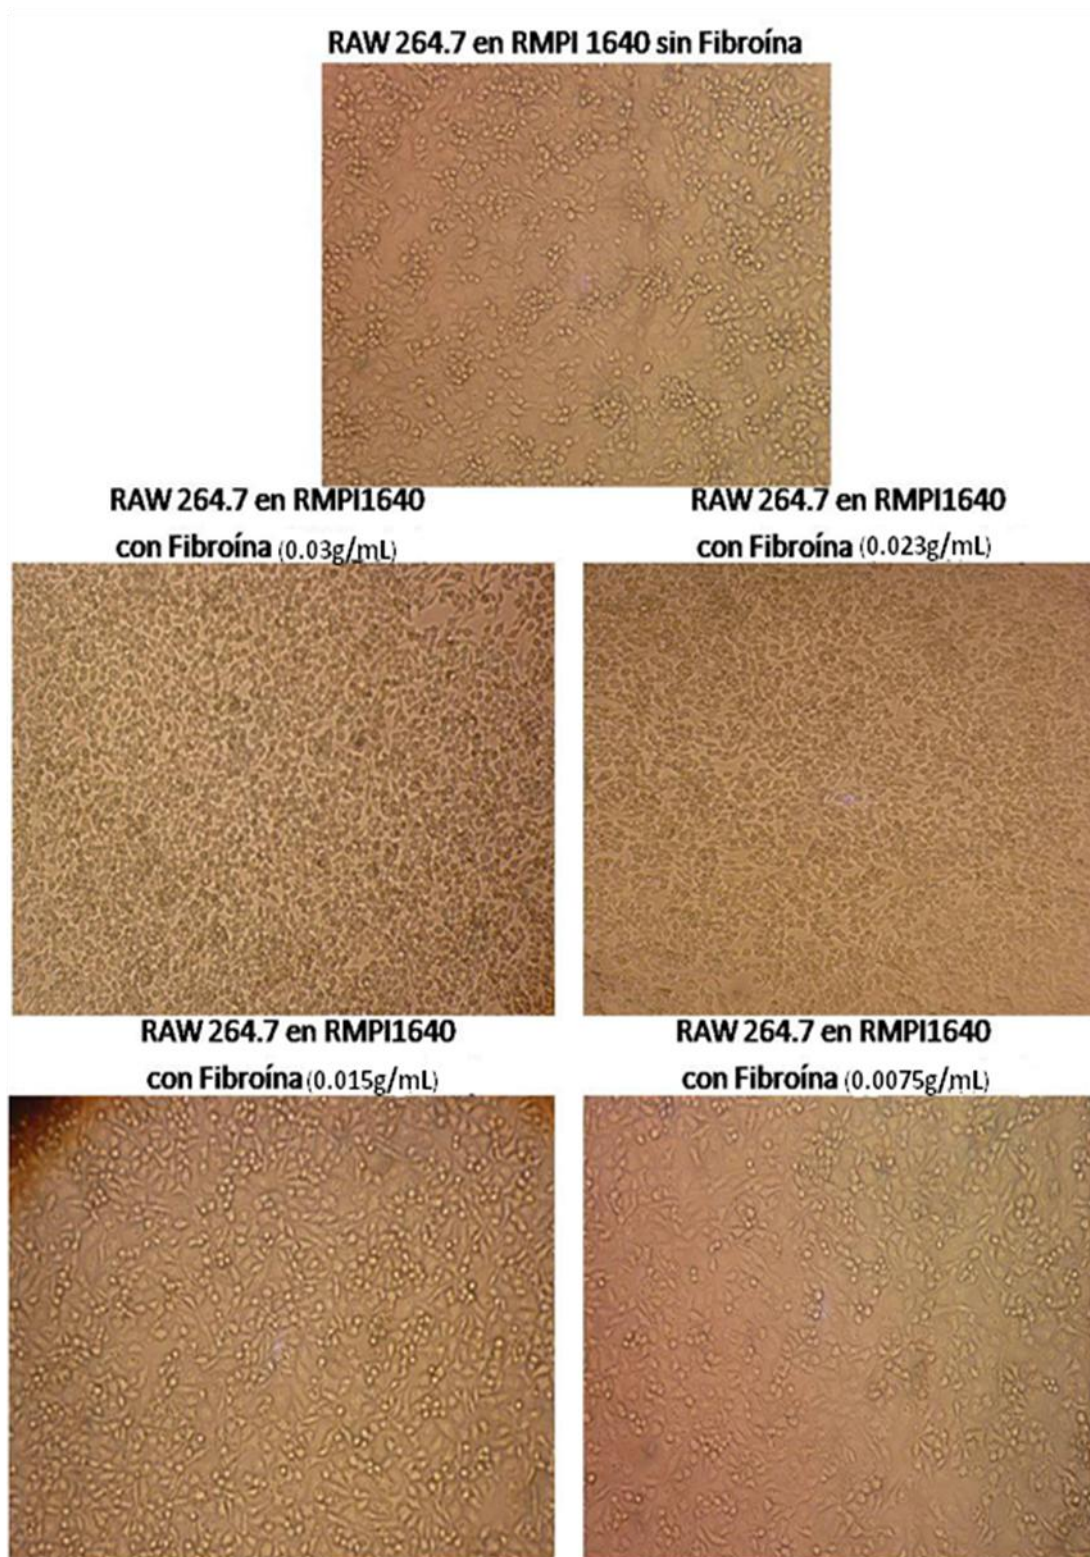 RAW 264.7 en RMPI 1640 sin Fibroína
RAW 264.7 en RMPI1640
con Fibroína (0.03g/mL)
RAW 264.7 en RMPI1640
con Fibroína (0.023g/mL)
RAW 264.7 en RMPI1640
con Fibroína (0.015g/mL)
RAW 264.7 en RMPI1640
con Fibroína (0.0075g/mL)